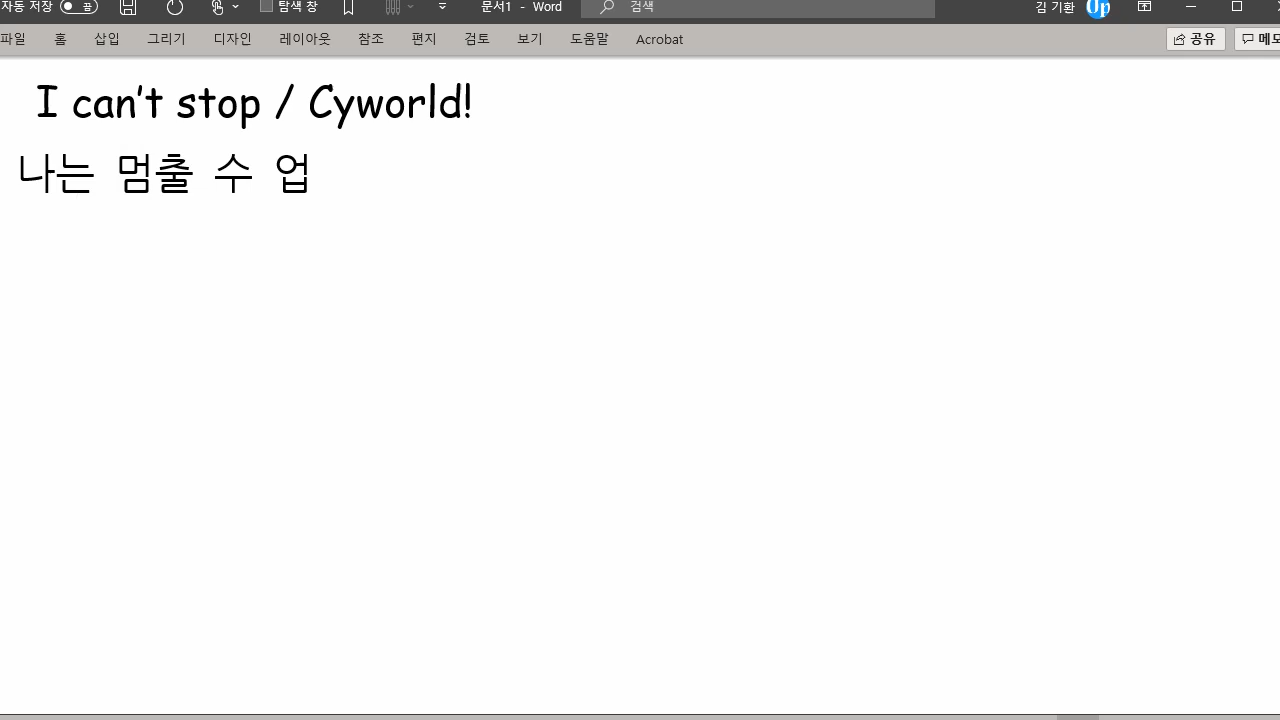 자동 저장 끔 탐색 창 문서1 - Word 검색 김 기환 Op
파일 홈 삽입 그리기 디자인 레이아웃 참조 편지 검토 보기 도움말 Acrobat 공유 메모
I can't stop / Cyworld!
나는 멈출 수 업